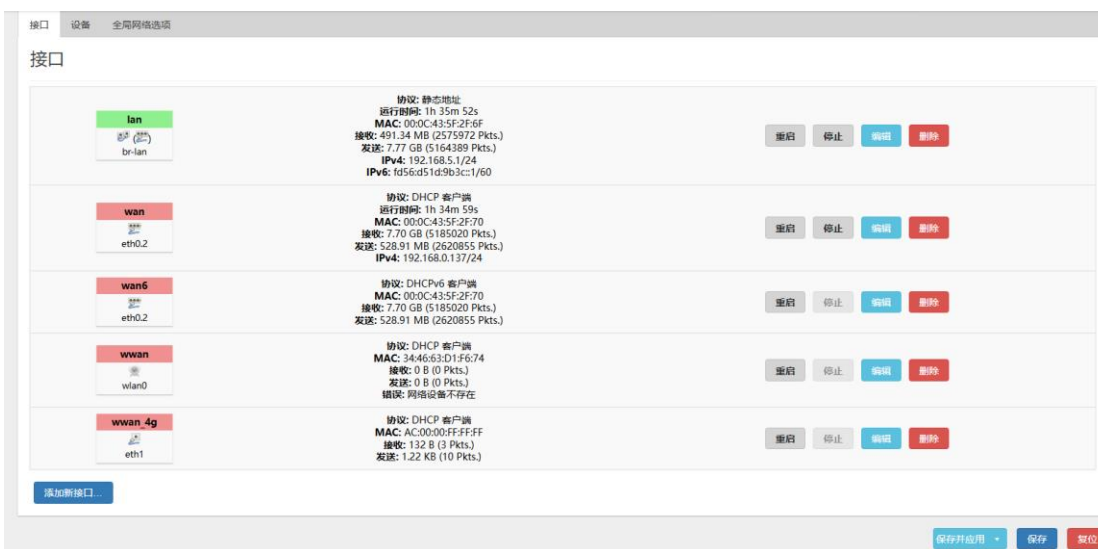 接口 设备 全局网络选项
接口
lan
br-lan
协议: 静态地址
运行时间: 1h 35m 52s
MAC: 00:0C:43:5F:2F:6F
接收: 491.34 MB (2575972 Pkts.)
发送: 7.77 GB (5164389 Pkts.)
IPv4: 192.168.5.1/24
IPv6: fd56:d51d:9b3c::1/60
重启 停止 编辑 删除
wan
eth0.2
协议: DHCP 客户端
运行时间: 1h 34m 59s
MAC: 00:0C:43:5F:2F:70
接收: 7.70 GB (5185020 Pkts.)
发送: 528.91 MB (2620855 Pkts.)
IPv4: 192.168.0.137/24
重启 停止 编辑 删除
wan6
eth0.2
协议: DHCPv6 客户端
MAC: 00:0C:43:5F:2F:70
接收: 7.70 GB (5185020 Pkts.)
发送: 528.91 MB (2620855 Pkts.)
重启 停止 编辑 删除
wwan
wlan0
协议: DHCP 客户端
MAC: 34:46:63:D1:F6:74
接收: 0 B (0 Pkts.)
发送: 0 B (0 Pkts.)
错误: 网络设备不存在
重启 停止 编辑 删除
wwan_4g
eth1
协议: DHCP 客户端
MAC: AC:00:00:FF:FF:FF
接收: 132 B (3 Pkts.)
发送: 1.22 KB (10 Pkts.)
重启 停止 编辑 删除
添加新接口...
保存并应用 保存 复位